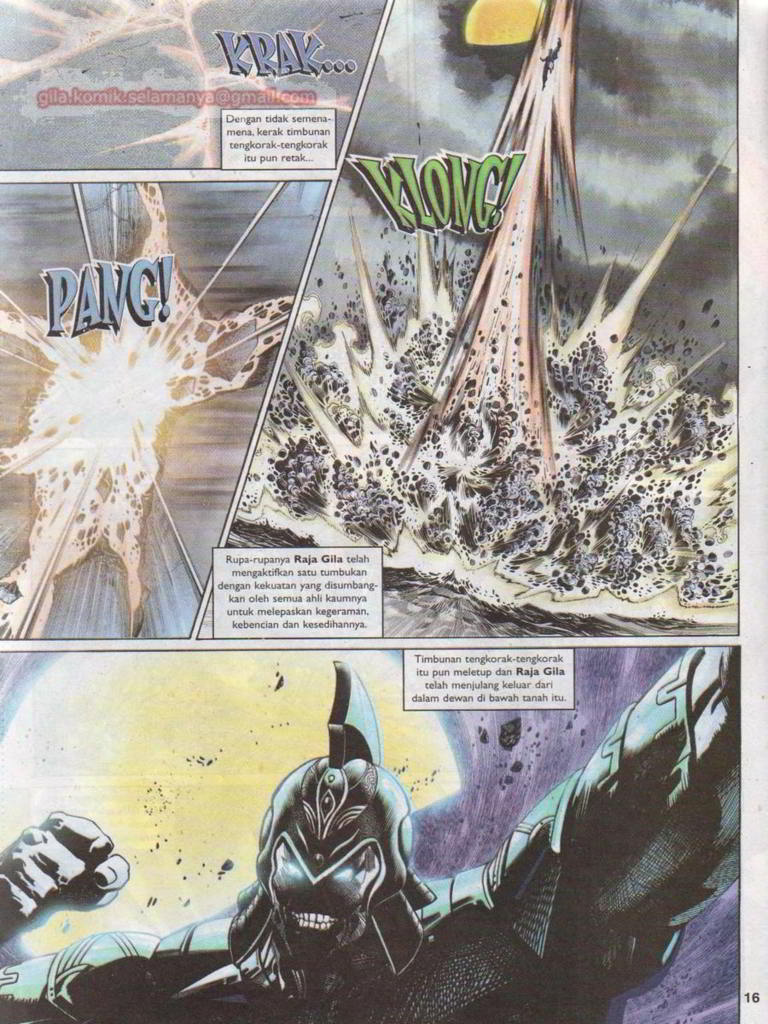 KRAK...
gila.komik.selamanya@gmail.com
Dengan tidak semena-
mena, kerak timbunan
tengkorak-tengkorak
itu pun retak...
KLONG!
PANG!
Rupa-rupanya Raja Gila telah
mengaktifkan satu tumbukan
dengan kekuatan yang disumbang-
kan oleh semua ahli kaumnya
untuk melepaskan kegeraman,
kebencian dan kesedihannya.
Timbunan tengkorak-tengkorak
itu pun meletup dan Raja Gila
telah menjulang keluar dari
dalam dewan di bawah tanah itu.
16